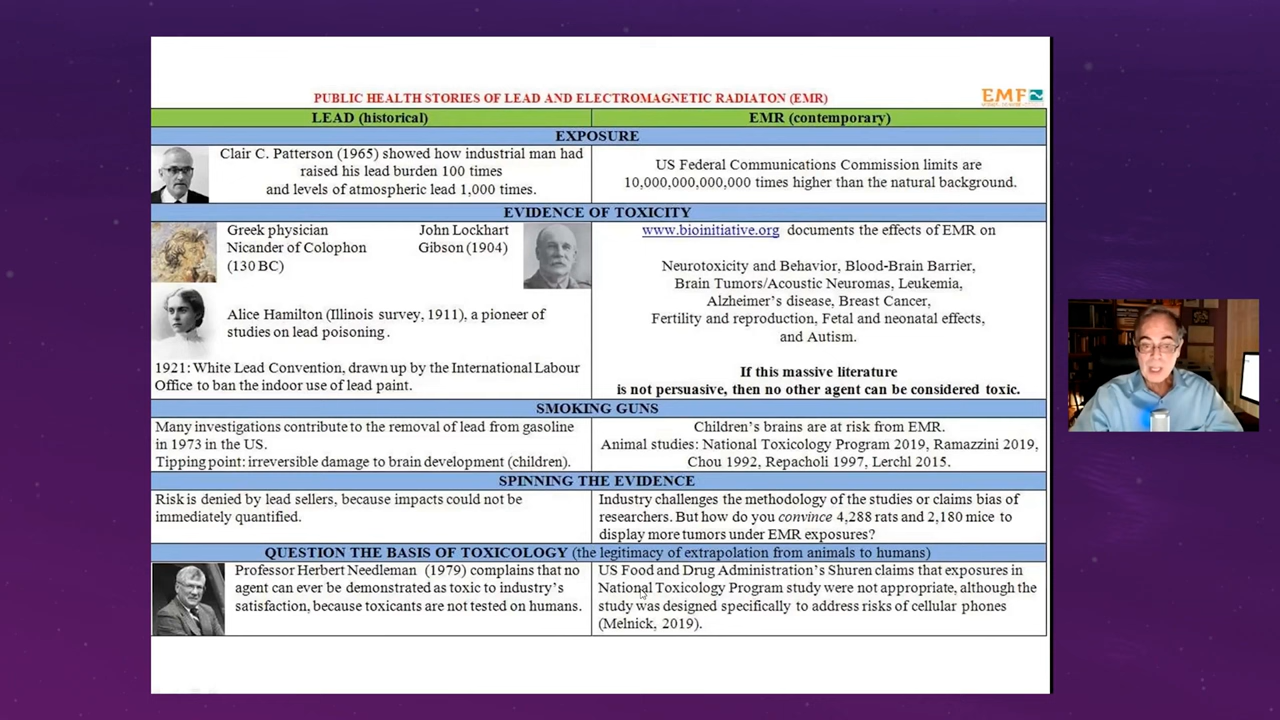 PUBLIC HEALTH STORIES OF LEAD AND ELECTROMAGNETIC RADIATON (EMR)
EMF
LEAD (historical)
EMR (contemporary)
EXPOSURE
Clair C. Patterson (1965) showed how industrial man had
raised his lead burden 100 times
and levels of atmospheric lead 1,000 times.
US Federal Communications Commission limits are
10,000,000,000,000 times higher than the natural background.
EVIDENCE OF TOXICITY
Greek physician
Nicander of Colophon
(130 BC)
John Lockhart
Gibson (1904)
Alice Hamilton (Illinois survey, 1911), a pioneer of
studies on lead poisoning.
1921: White Lead Convention, drawn up by the International Labour
Office to ban the indoor use of lead paint.
www.bioinitiative.org documents the effects of EMR on
Neurotoxicity and Behavior, Blood-Brain Barrier,
Brain Tumors/Acoustic Neuromas, Leukemia,
Alzheimer's disease, Breast Cancer,
Fertility and reproduction, Fetal and neonatal effects,
and Autism.
If this massive literature
is not persuasive, then no other agent can be considered toxic.
SMOKING GUNS
Many investigations contribute to the removal of lead from gasoline
in 1973 in the US.
Tipping point: irreversible damage to brain development (children).
Children's brains are at risk from EMR.
Animal studies: National Toxicology Program 2019, Ramazzini 2019,
Chou 1992, Repacholi 1997, Lerchl 2015.
SPINNING THE EVIDENCE
Risk is denied by lead sellers, because impacts could not be
immediately quantified.
Industry challenges the methodology of the studies or claims bias of
researchers. But how do you convince 4,288 rats and 2,180 mice to
display more tumors under EMR exposures?
QUESTION THE BASIS OF TOXICOLOGY (the legitimacy of extrapolation from animals to humans)
Professor Herbert Needleman (1979) complains that no
agent can ever be demonstrated as toxic to industry's
satisfaction, because toxicants are not tested on humans.
US Food and Drug Administration's Shuren claims that exposures in
National Toxicology Program study were not appropriate, although the
study was designed specifically to address risks of cellular phones
(Melnick, 2019).